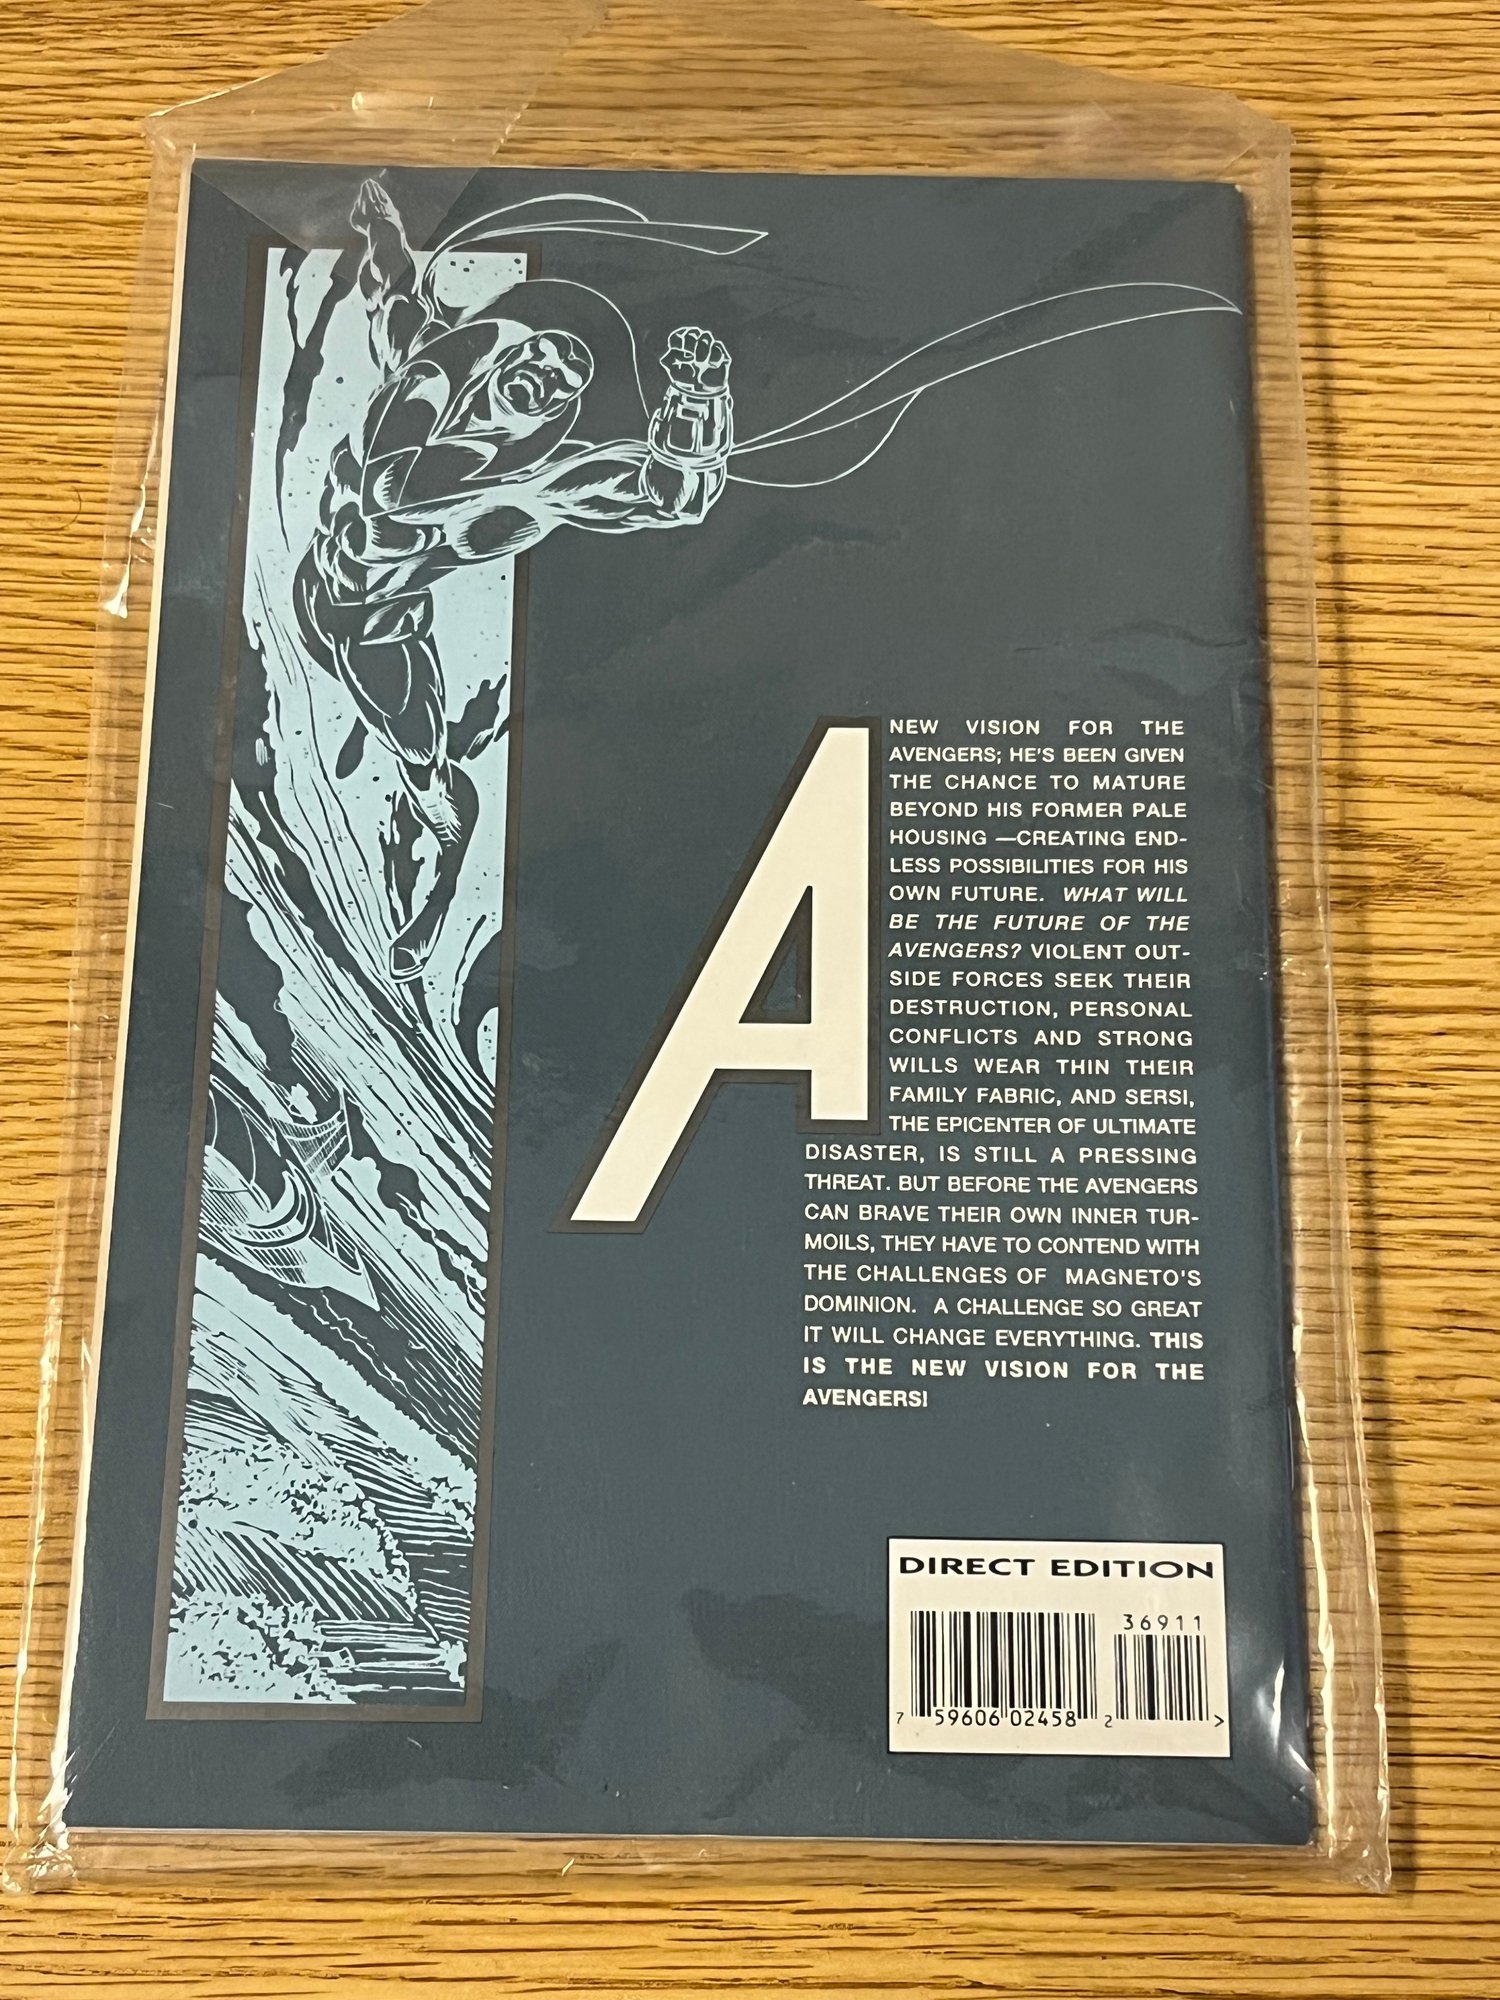 A NEW VISION FOR THE
AVENGERS; HE'S BEEN GIVEN
THE CHANCE TO MATURE
BEYOND HIS FORMER PALE
HOUSING —CREATING END-
LESS POSSIBILITIES FOR HIS
OWN FUTURE. WHAT WILL
BE THE FUTURE OF THE
AVENGERS? VIOLENT OUT-
SIDE FORCES SEEK THEIR
DESTRUCTION, PERSONAL
CONFLICTS AND STRONG
WILLS WEAR THIN THEIR
FAMILY FABRIC, AND SERSI,
THE EPICENTER OF ULTIMATE
DISASTER, IS STILL A PRESSING
THREAT. BUT BEFORE THE AVENGERS
CAN BRAVE THEIR OWN INNER TUR-
MOILS, THEY HAVE TO CONTEND WITH
THE CHALLENGES OF MAGNETO'S
DOMINION. A CHALLENGE SO GREAT
IT WILL CHANGE EVERYTHING. THIS
IS THE NEW VISION FOR THE
AVENGERS!
DIRECT EDITION
36911
7 59606 02458 2 >